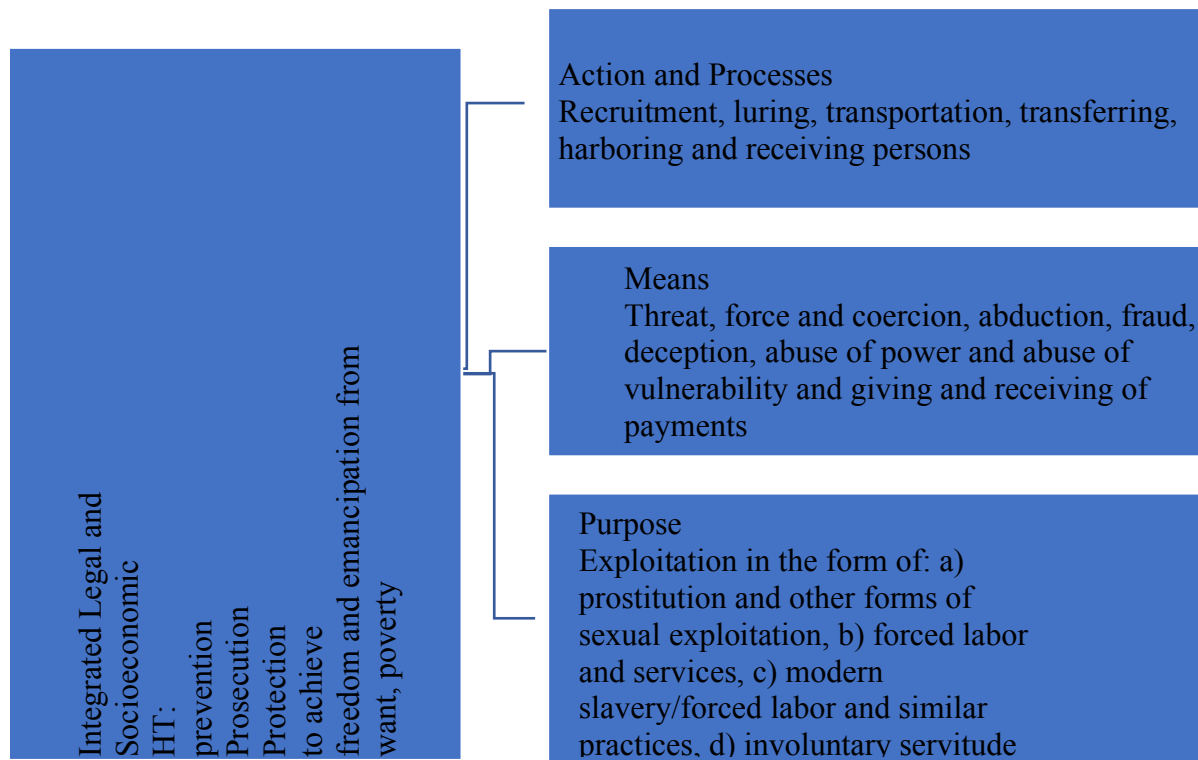 Integrated Legal and
Socioeconomic
HT:
prevention
Prosecution
Protection
to achieve
freedom and emancipation from
want, poverty
Action and Processes
Recruitment, luring, transportation, transferring,
harboring and receiving persons
Means
Threat, force and coercion, abduction, fraud,
deception, abuse of power and abuse of
vulnerability and giving and receiving of
payments
Purpose
Exploitation in the form of: a)
prostitution and other forms of
sexual exploitation, b) forced labor
and services, c) modern
slavery/forced labor and similar
practices, d) involuntary servitude